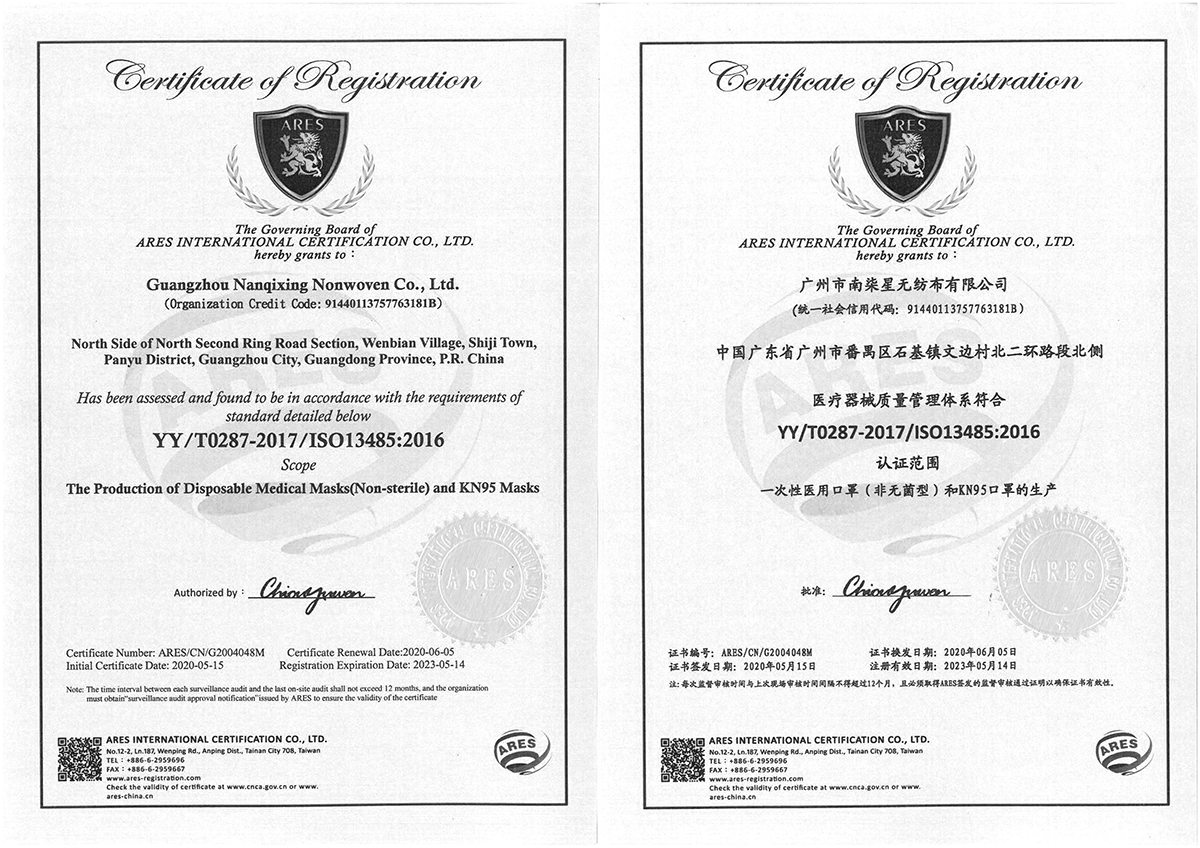 Certificate of Registration
ARES
The Governing Board of
ARES INTERNATIONAL CERTIFICATION CO., LTD.
hereby grants to：
Guangzhou Nanqixing Nonwoven Co., Ltd.
(Organization Credit Code: 91440113757763181B)
North Side of North Second Ring Road Section, Wenbian Village, Shiji Town,
Panyu District, Guangzhou City, Guangdong Province, P.R. China
Has been assessed and found to be in accordance with the requirements of
standard detailed below
YY/T0287-2017/ISO13485:2016
Scope
The Production of Disposable Medical Masks(Non-sterile) and KN95 Masks
ARES
Authorized by：
Certificate Number: ARES/CN/G2004048M Certificate Renewal Date:2020-06-05
Initial Certificate Date: 2020-05-15 Registration Expiration Date: 2023-05-14
Note: The time interval between each surveillance audit and the last on-site audit shall not exceed 12 months, and the organization
must obtain"surveillance audit approval notification"issued by ARES to ensure the validity of the certificate
ARES INTERNATIONAL CERTIFICATION CO., LTD.
No.12-2, Ln.187, Wenping Rd., Anping Dist., Tainan City 708, Taiwan
TEL：+886-6-2959696
FAX：+886-6-2959667
www.ares-registration.com
Check the validity of certificate at www.cnca.gov.cn or www.
ares-china.cn
ARES
Certificate of Registration
ARES
The Governing Board of
ARES INTERNATIONAL CERTIFICATION CO., LTD.
hereby grants to：
广州市南柒星无纺布有限公司
(统一社会信用代码: 91440113757763181B)
中国广东省广州市番禺区石基镇文边村北二环路段北侧
医疗器械质量管理体系符合
YY/T0287-2017/ISO13485:2016
认证范围
一次性医用口罩（非无菌型）和KN95口罩的生产
ARES
批准:
证书编号: ARES/CN/G2004048M 证书换发日期: 2020年06月05日
证书签发日期: 2020年05月15日 注册有效日期: 2023年05月14日
注:每次监督审核时间与上次现场审核时间间隔不得超过12个月，且必须取得ARES签发的监督审核通过证明以确保证书有效性。
ARES INTERNATIONAL CERTIFICATION CO., LTD.
No.12-2, Ln.187, Wenping Rd., Anping Dist., Tainan City 708, Taiwan
TEL：+886-6-2959696
FAX：+886-6-2959667
www.ares-registration.com
Check the validity of certificate at www.cnca.gov.cn or www.
ares-china.cn
ARES